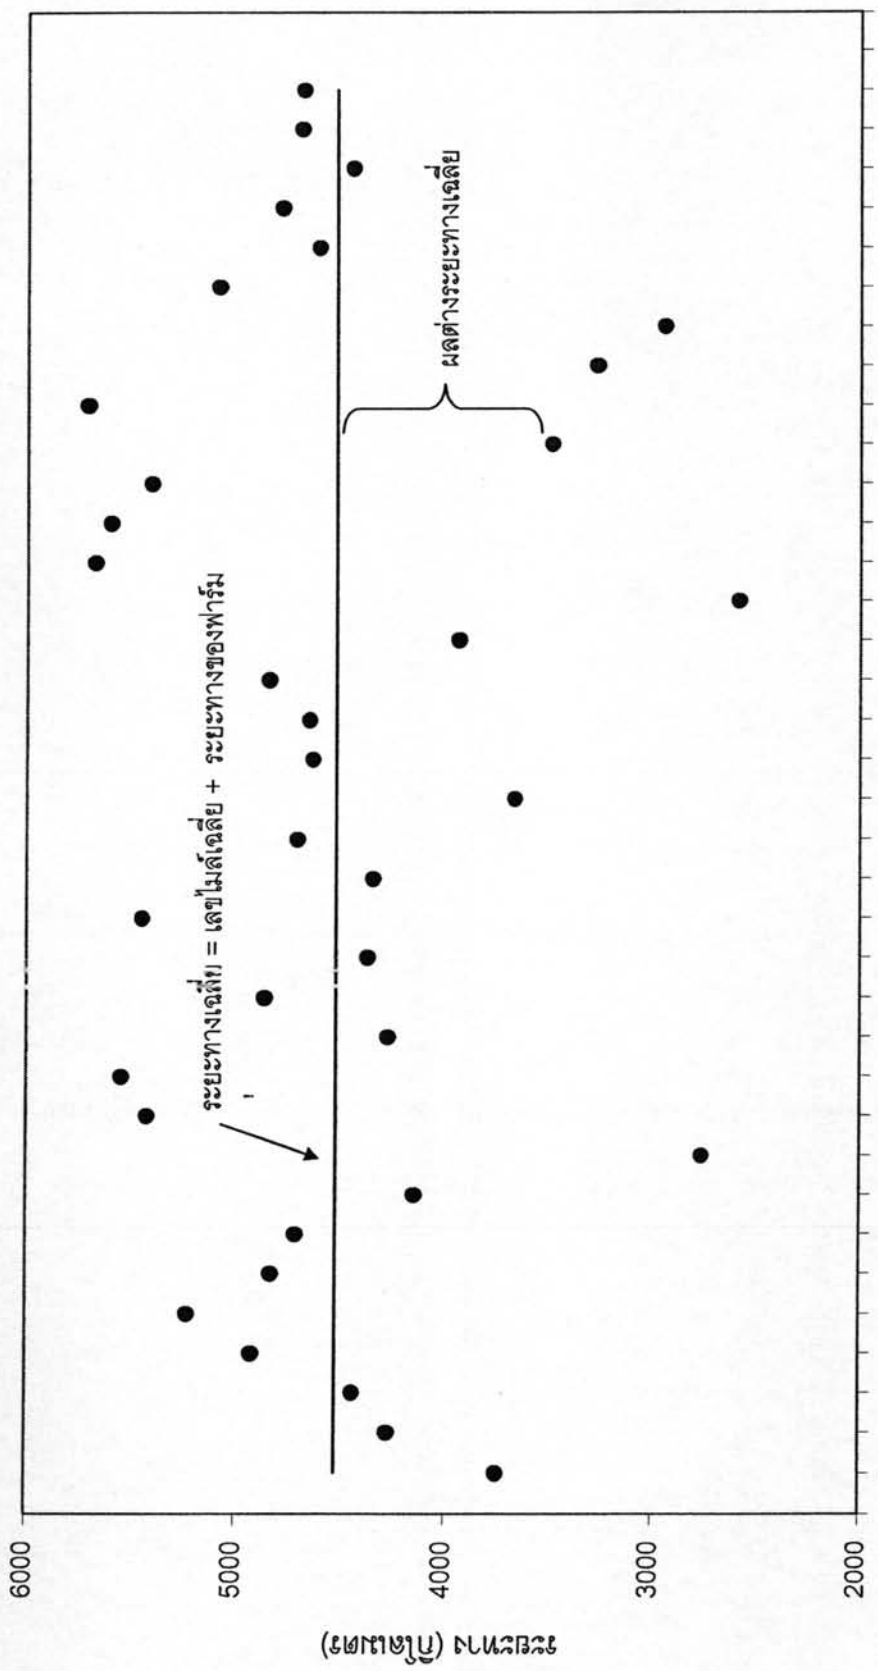 ระยะทาง (กิโลเมตร)
6000
5000
4000
3000
2000
ระยะทางเฉลี่ย = เลขไมล์เฉลี่ย + ระยะทางของฟาร์ม
ผลต่างระยะทางเฉลี่ย